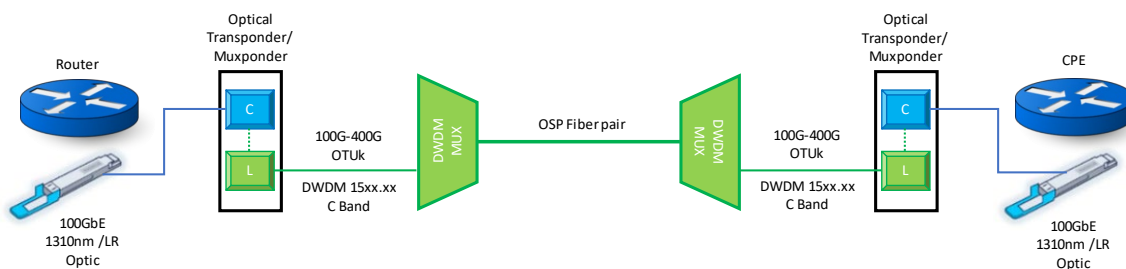 Optical
Transponder/
Muxponder
Router
C
L
100GbE
1310nm /LR
Optic
100G-400G
OTUk
DWDM 15xx.xx
C Band
DWDM
MUX
OSP Fiber pair
DWDM
MUX
100G-400G
OTUk
DWDM 15xx.xx
C Band
Optical
Transponder/
Muxponder
C
L
CPE
100GbE
1310nm /LR
Optic